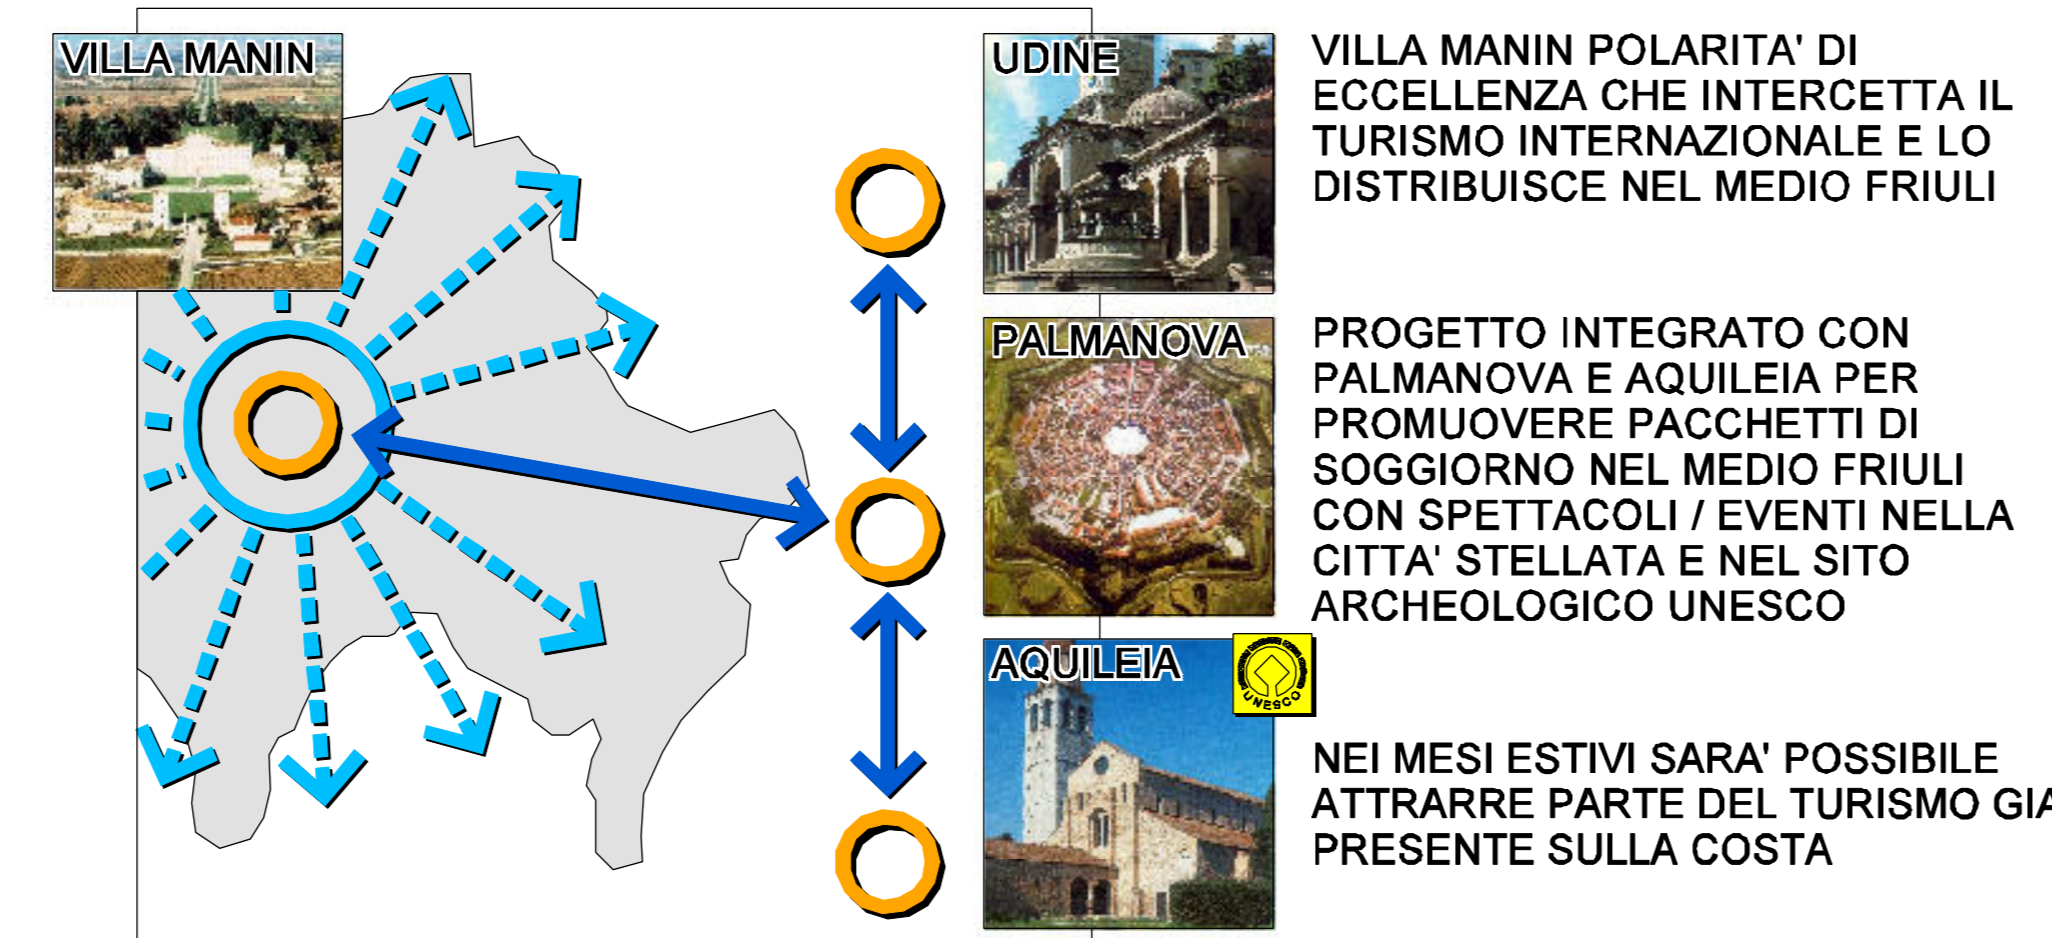 VILLA MANIN
UDINE
VILLA MANIN POLARITA' DI
ECCELLENZA CHE INTERCETTA IL
TURISMO INTERNAZIONALE E LO
DISTRIBUISCE NEL MEDIO FRIULI
PALMANOVA
PROGETTO INTEGRATO CON
PALMANOVA E AQUILEIA PER
PROMUOVERE PACCHETTI DI
SOGGIORNO NEL MEDIO FRIULI
CON SPETTACOLI / EVENTI NELLA
CITTA' STELLATA E NEL SITO
ARCHEOLOGICO UNESCO
AQUILEIA
UNESCO
NEI MESI ESTIVI SARA' POSSIBILE
ATTRARRE PARTE DEL TURISMO GIA
PRESENTE SULLA COSTA